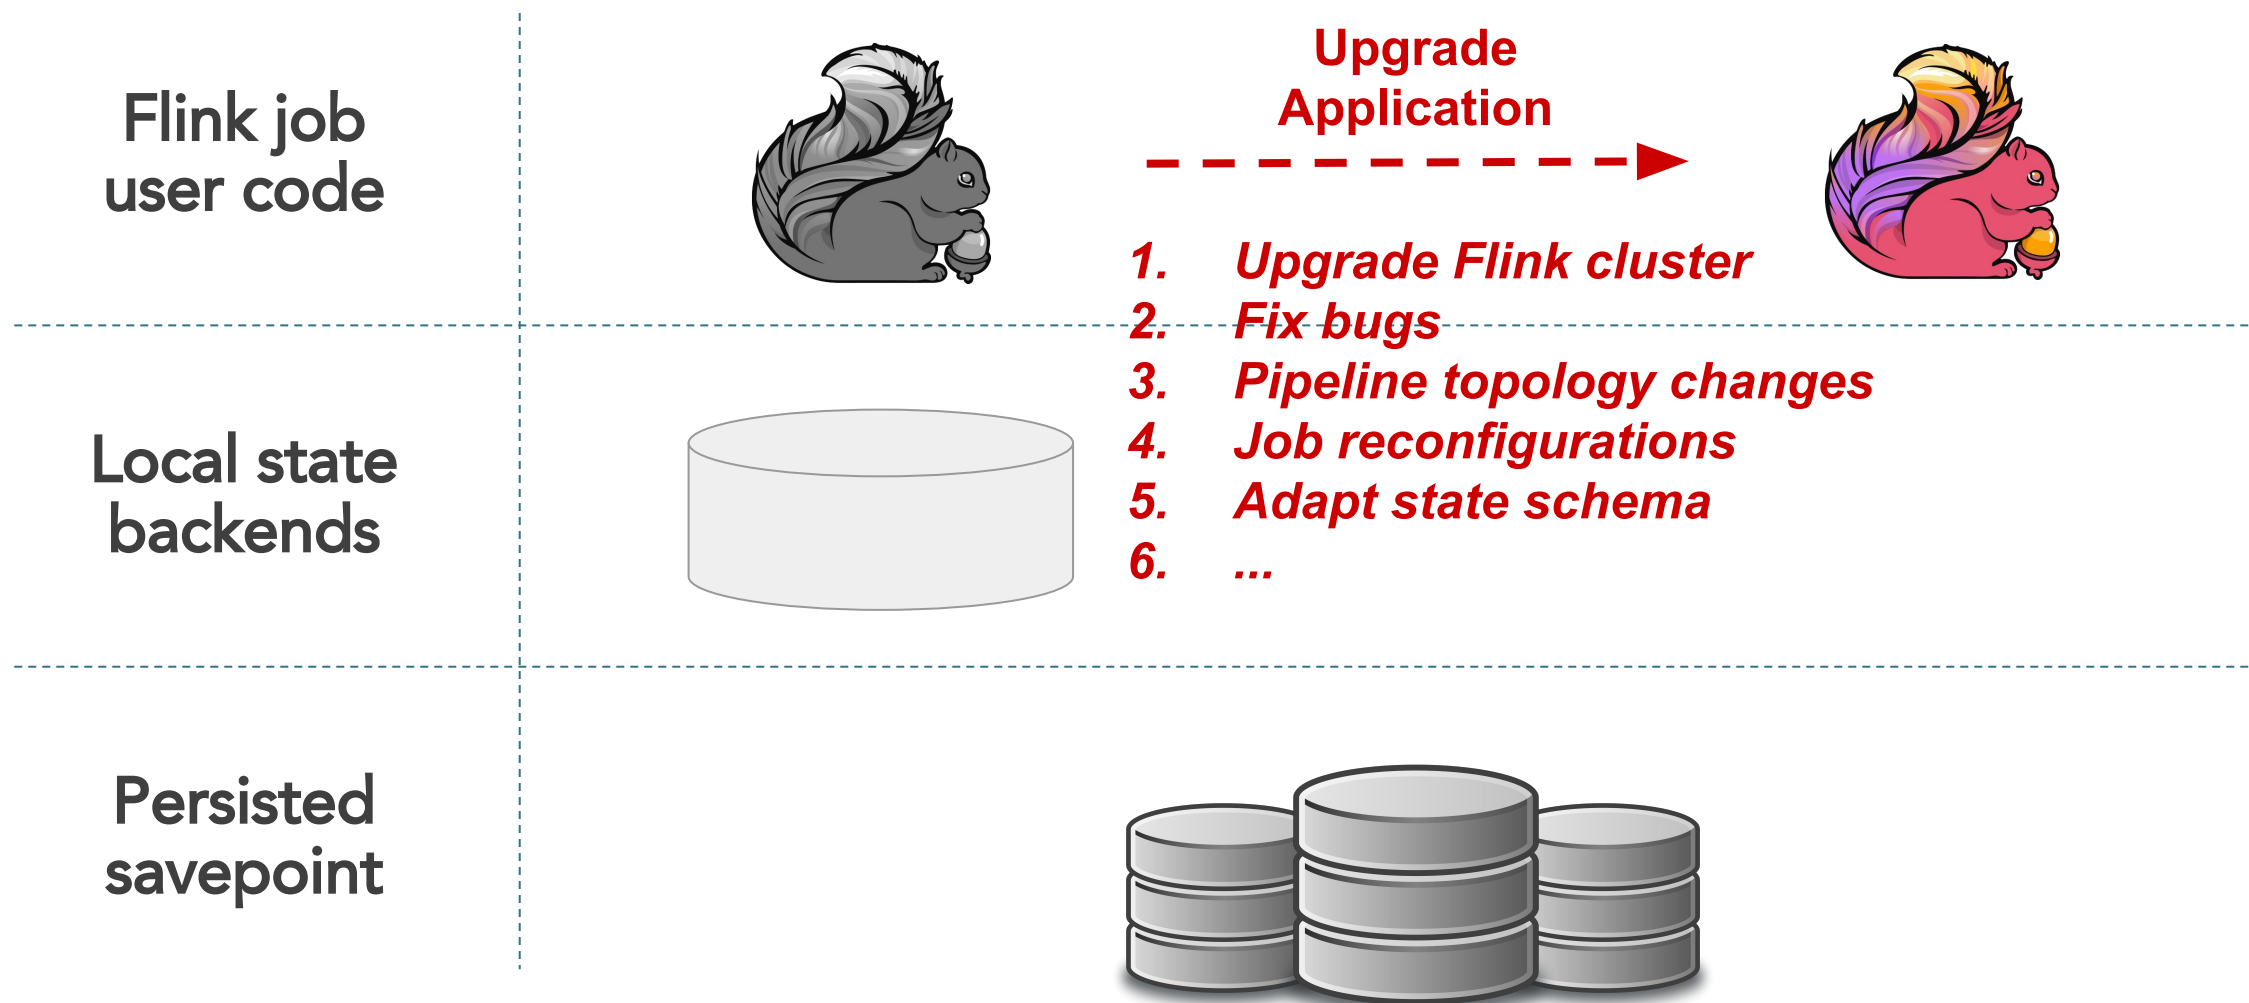 Flink job
user code
Upgrade
Application
1. Upgrade Flink cluster
2. Fix bugs
3. Pipeline topology changes
4. Job reconfigurations
5. Adapt state schema
6. ...
Local state
backends
Persisted
savepoint